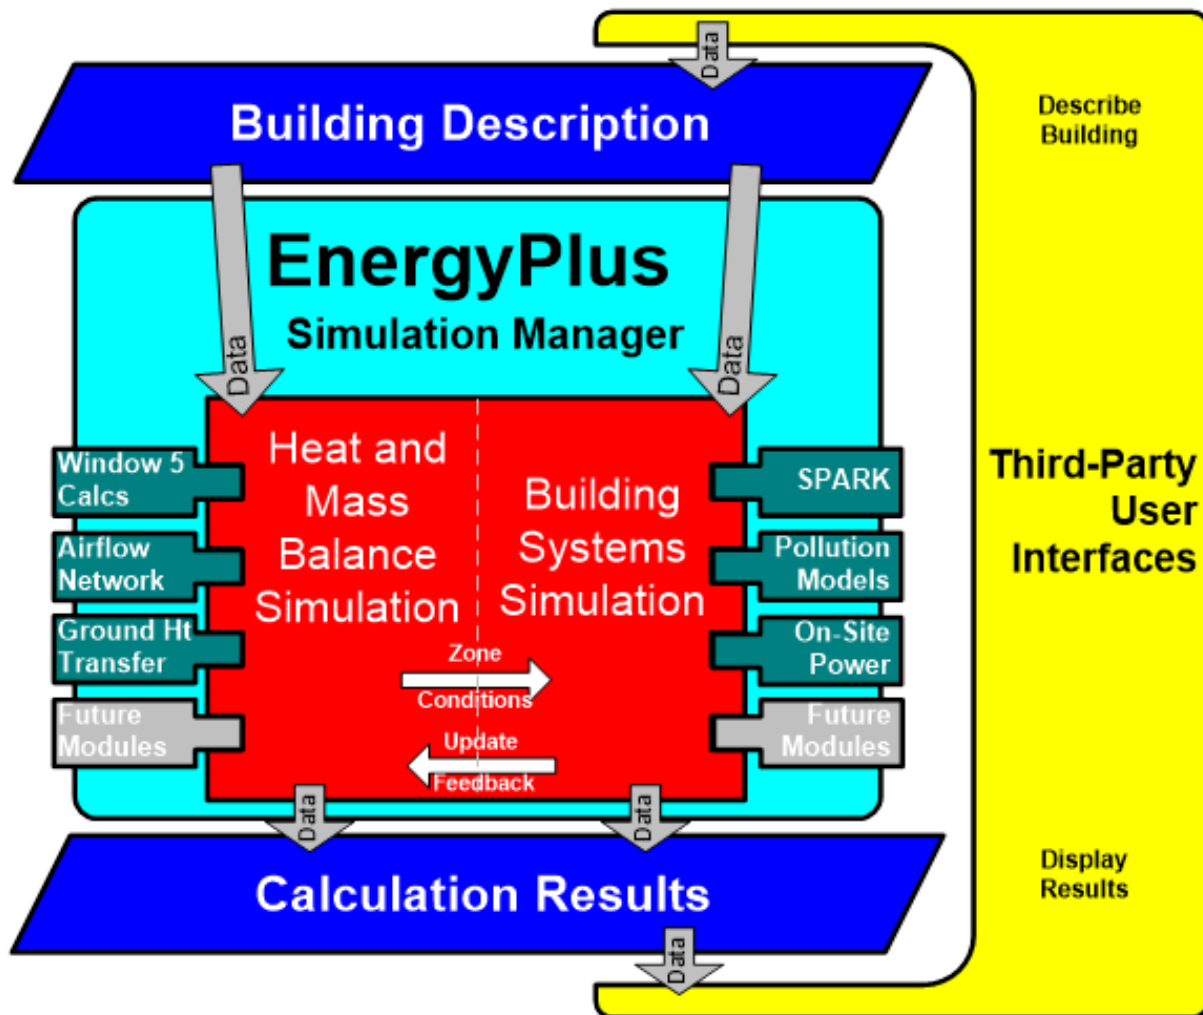 Data
Building Description
Describe
Building
EnergyPlus
Simulation Manager
Data
Data
Window 5
Calcs
Airflow
Network
Ground Ht
Transfer
Future
Modules
Heat and
Mass
Balance
Simulation
Building
Systems
Simulation
Zone
Conditions
Update
Feedback
SPARK
Pollution
Models
On-Site
Power
Future
Modules
Third-Party
User
Interfaces
Data
Data
Calculation Results
Display
Results
Data